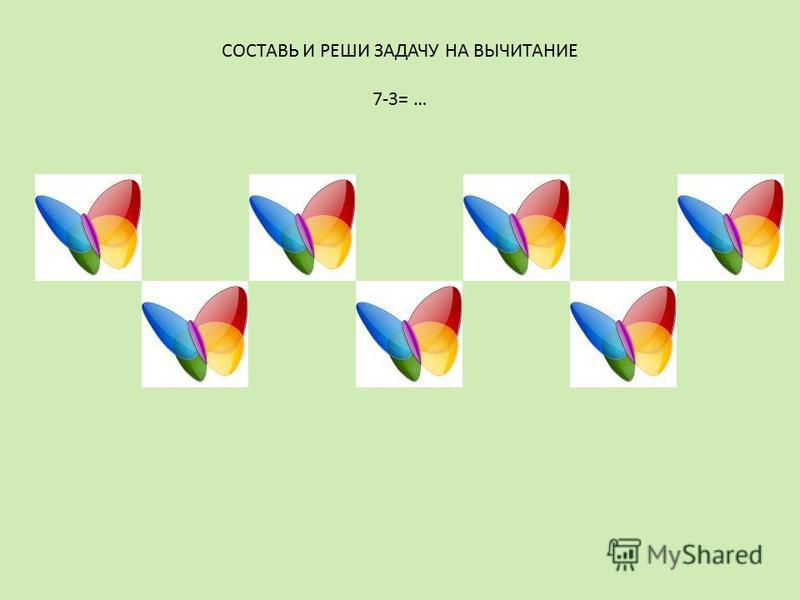 СОСТАВЬ И РЕШИ ЗАДАЧУ НА ВЫЧИТАНИЕ
7-3= ...
MyShared